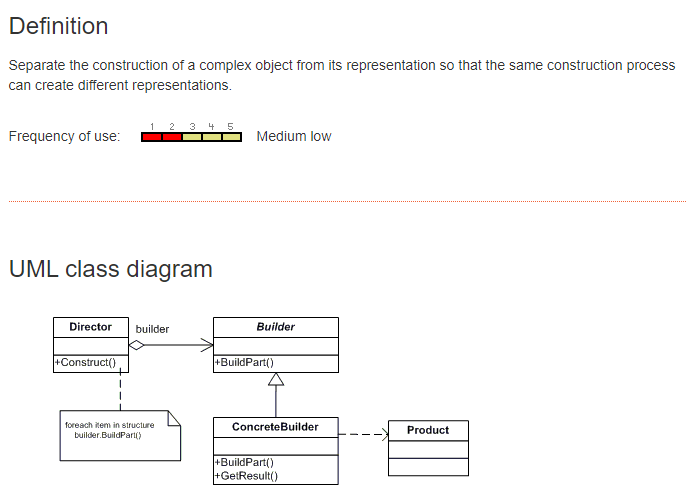 Definition
Separate the construction of a complex object from its representation so that the same construction process
can create different representations.
1 2 3 4 5
Frequency of use: Medium low
UML class diagram
Director
builder
Builder
+Construct()
+BuildPart()
foreach item in structure
builder.BuildPart()
ConcreteBuilder
Product
+BuildPart()
+GetResult()